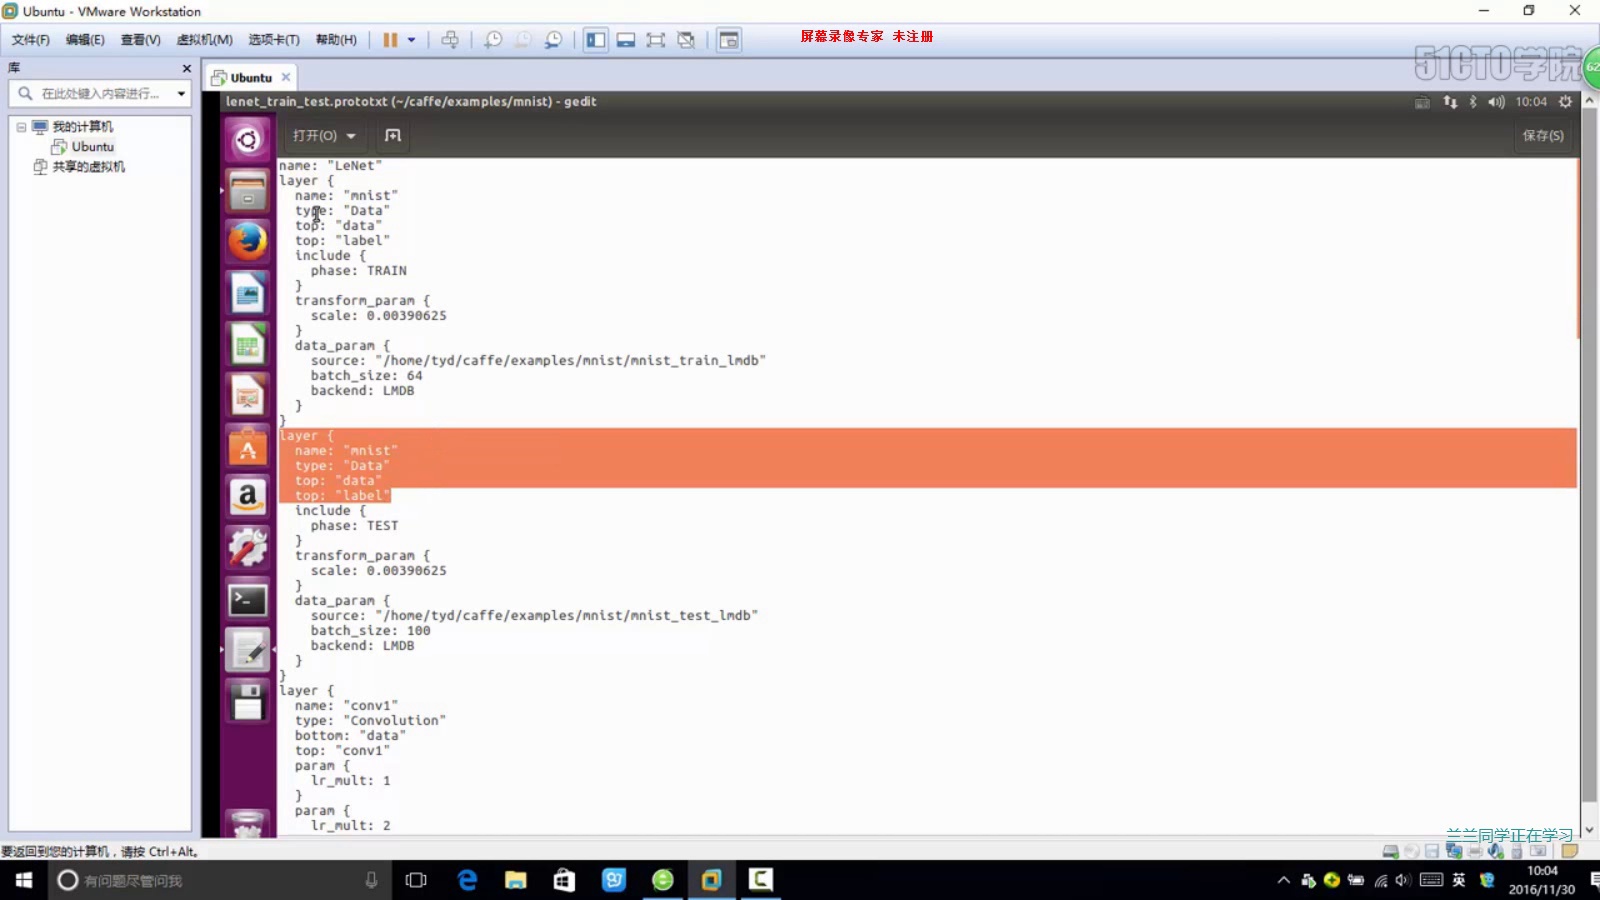 Ubuntu - VMware Workstation
文件(F) 编辑(E) 查看(V) 虚拟机(M) 选项卡(T) 帮助(H)
屏幕录像专家 未注册
51CTO学院
62
库
Ubuntu
在此处键入内容进行...
我的计算机
Ubuntu
共享的虚拟机
lenet_train_test.prototxt (~/caffe/examples/mnist) - gedit
10:04
打开(O)
保存(S)
name: "LeNet"
layer {
name: "mnist"
type: "Data"
top: "data"
top: "label"
include {
phase: TRAIN
}
transform_param {
scale: 0.00390625
}
data_param {
source: "/home/tyd/caffe/examples/mnist/mnist_train_lmdb"
batch_size: 64
backend: LMDB
}
}
layer {
name: "mnist"
type: "Data"
top: "data"
top: "label"
include {
phase: TEST
}
transform_param {
scale: 0.00390625
}
data_param {
source: "/home/tyd/caffe/examples/mnist/mnist_test_lmdb"
batch_size: 100
backend: LMDB
}
}
layer {
name: "conv1"
type: "Convolution"
bottom: "data"
top: "conv1"
param {
lr_mult: 1
}
param {
lr_mult: 2
兰兰同学正在学习
要返回到您的计算机，请按 Ctrl+Alt。
有问题尽管问我
英
10:04
2016/11/30